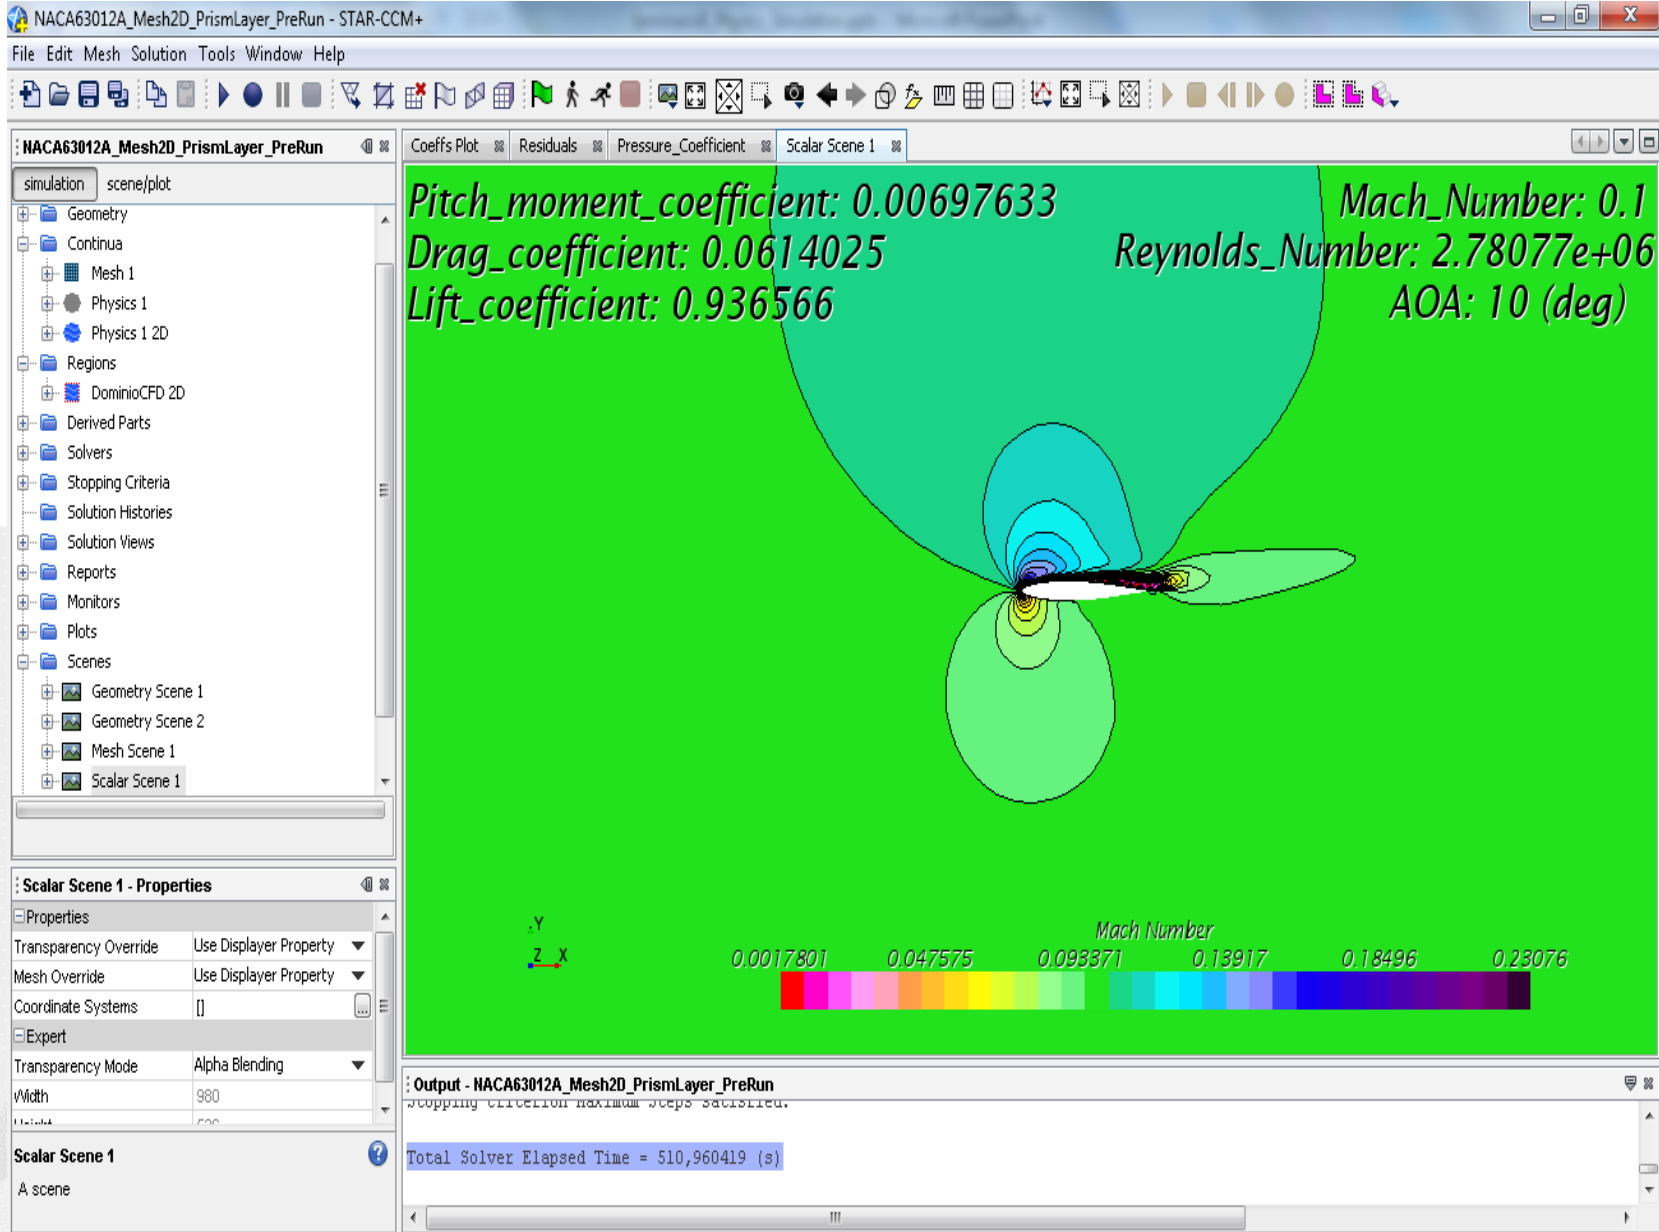 NACA63012A_Mesh2D_PrismLayer_PreRun - STAR-CCM+
File Edit Mesh Solution Tools Window Help
NACA63012A_Mesh2D_PrismLayer_PreRun
simulation scene/plot
Geometry
Continua
Mesh 1
Physics 1
Physics 1 2D
Regions
DominioCFD 2D
Derived Parts
Solvers
Stopping Criteria
Solution Histories
Solution Views
Reports
Monitors
Plots
Scenes
Geometry Scene 1
Geometry Scene 2
Mesh Scene 1
Scalar Scene 1
Scalar Scene 1 - Properties
Properties
Transparency Override Use Displayer Property
Mesh Override Use Displayer Property
Coordinate Systems []
Expert
Transparency Mode Alpha Blending
Width 980
Scalar Scene 1
A scene
Coeffs Plot Residuals Pressure_Coefficient Scalar Scene 1
Pitch_moment_coefficient: 0.00697633 Mach_Number: 0.1
Drag_coefficient: 0.0614025 Reynolds_Number: 2.78077e+06
Lift_coefficient: 0.936566 AOA: 10 (deg)
Y
Z X
Mach Number
0.0017801 0.047575 0.093371 0.13917 0.18496 0.23076
Output - NACA63012A_Mesh2D_PrismLayer_PreRun
Stopping criterion Maximum Steps satisfied.
Total Solver Elapsed Time = 510,960419 (s)